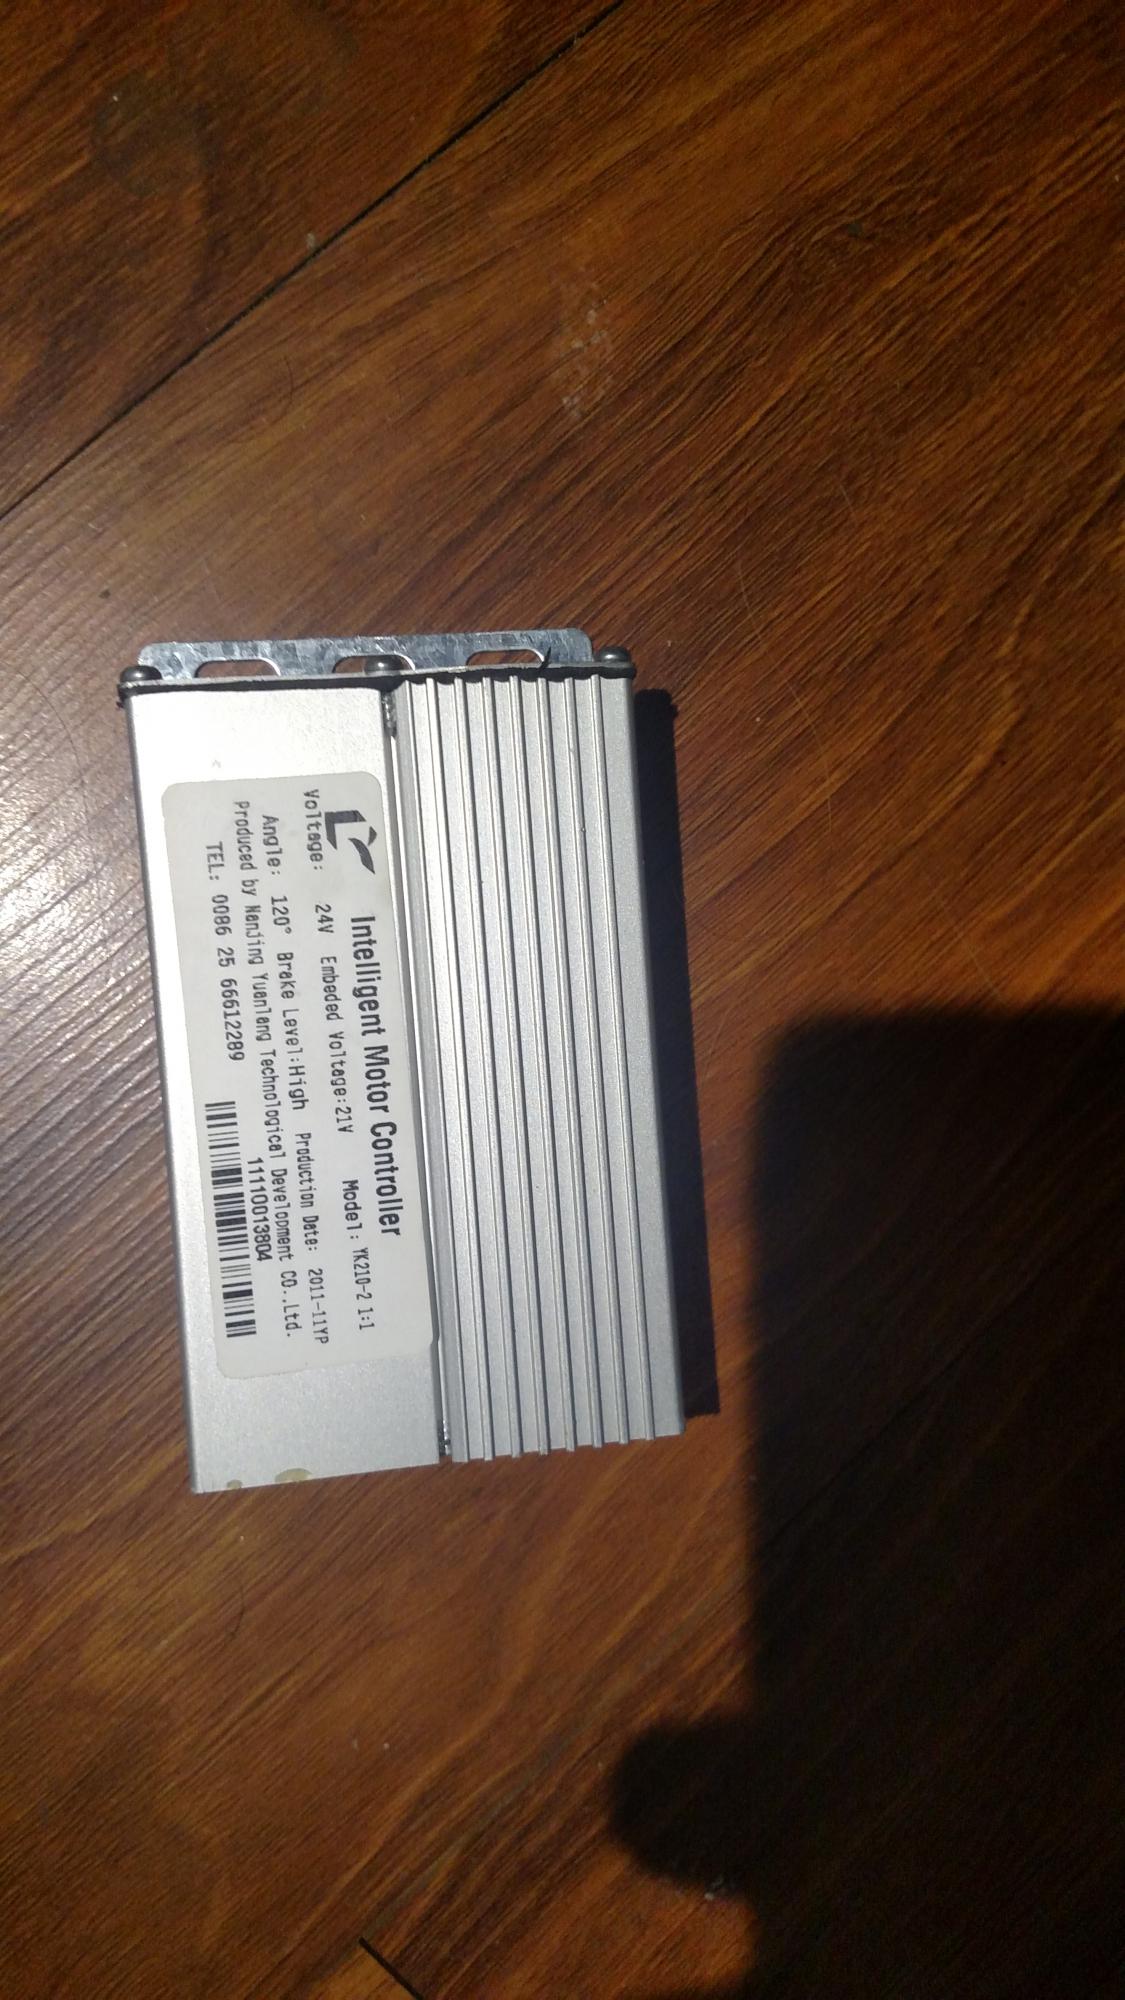 Intelligent Motor Controller
Voltage: 24V Embeded Voltage:21V Model: YK210-2 1:1
Angle: 120° Brake Level:High Production Date: 2011-11YP
Produced by NanJing Yuanlang Technological Development CO.,Ltd.
TEL: 0086 25 66612289
11110013804